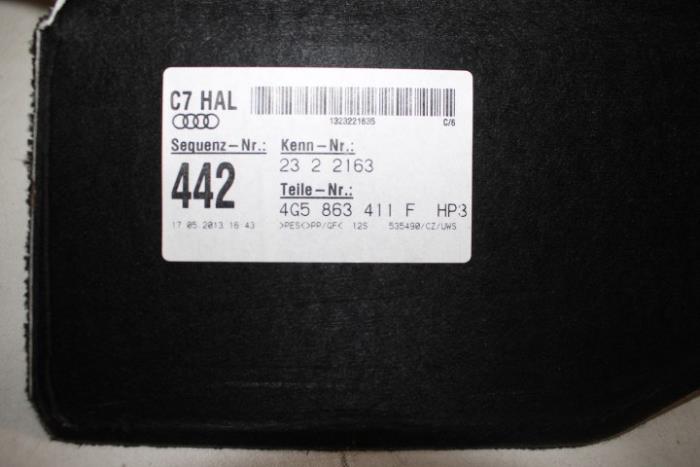 C7 HAL
1323221635 C/6
Sequenz-Nr.: Kenn-Nr.:
442 23 2 2163
Teile-Nr.:
4G5 863 411 F HP3
17.05.2013 16:43 >PES<>PP/GF< 12S 535490/CZ/UWS